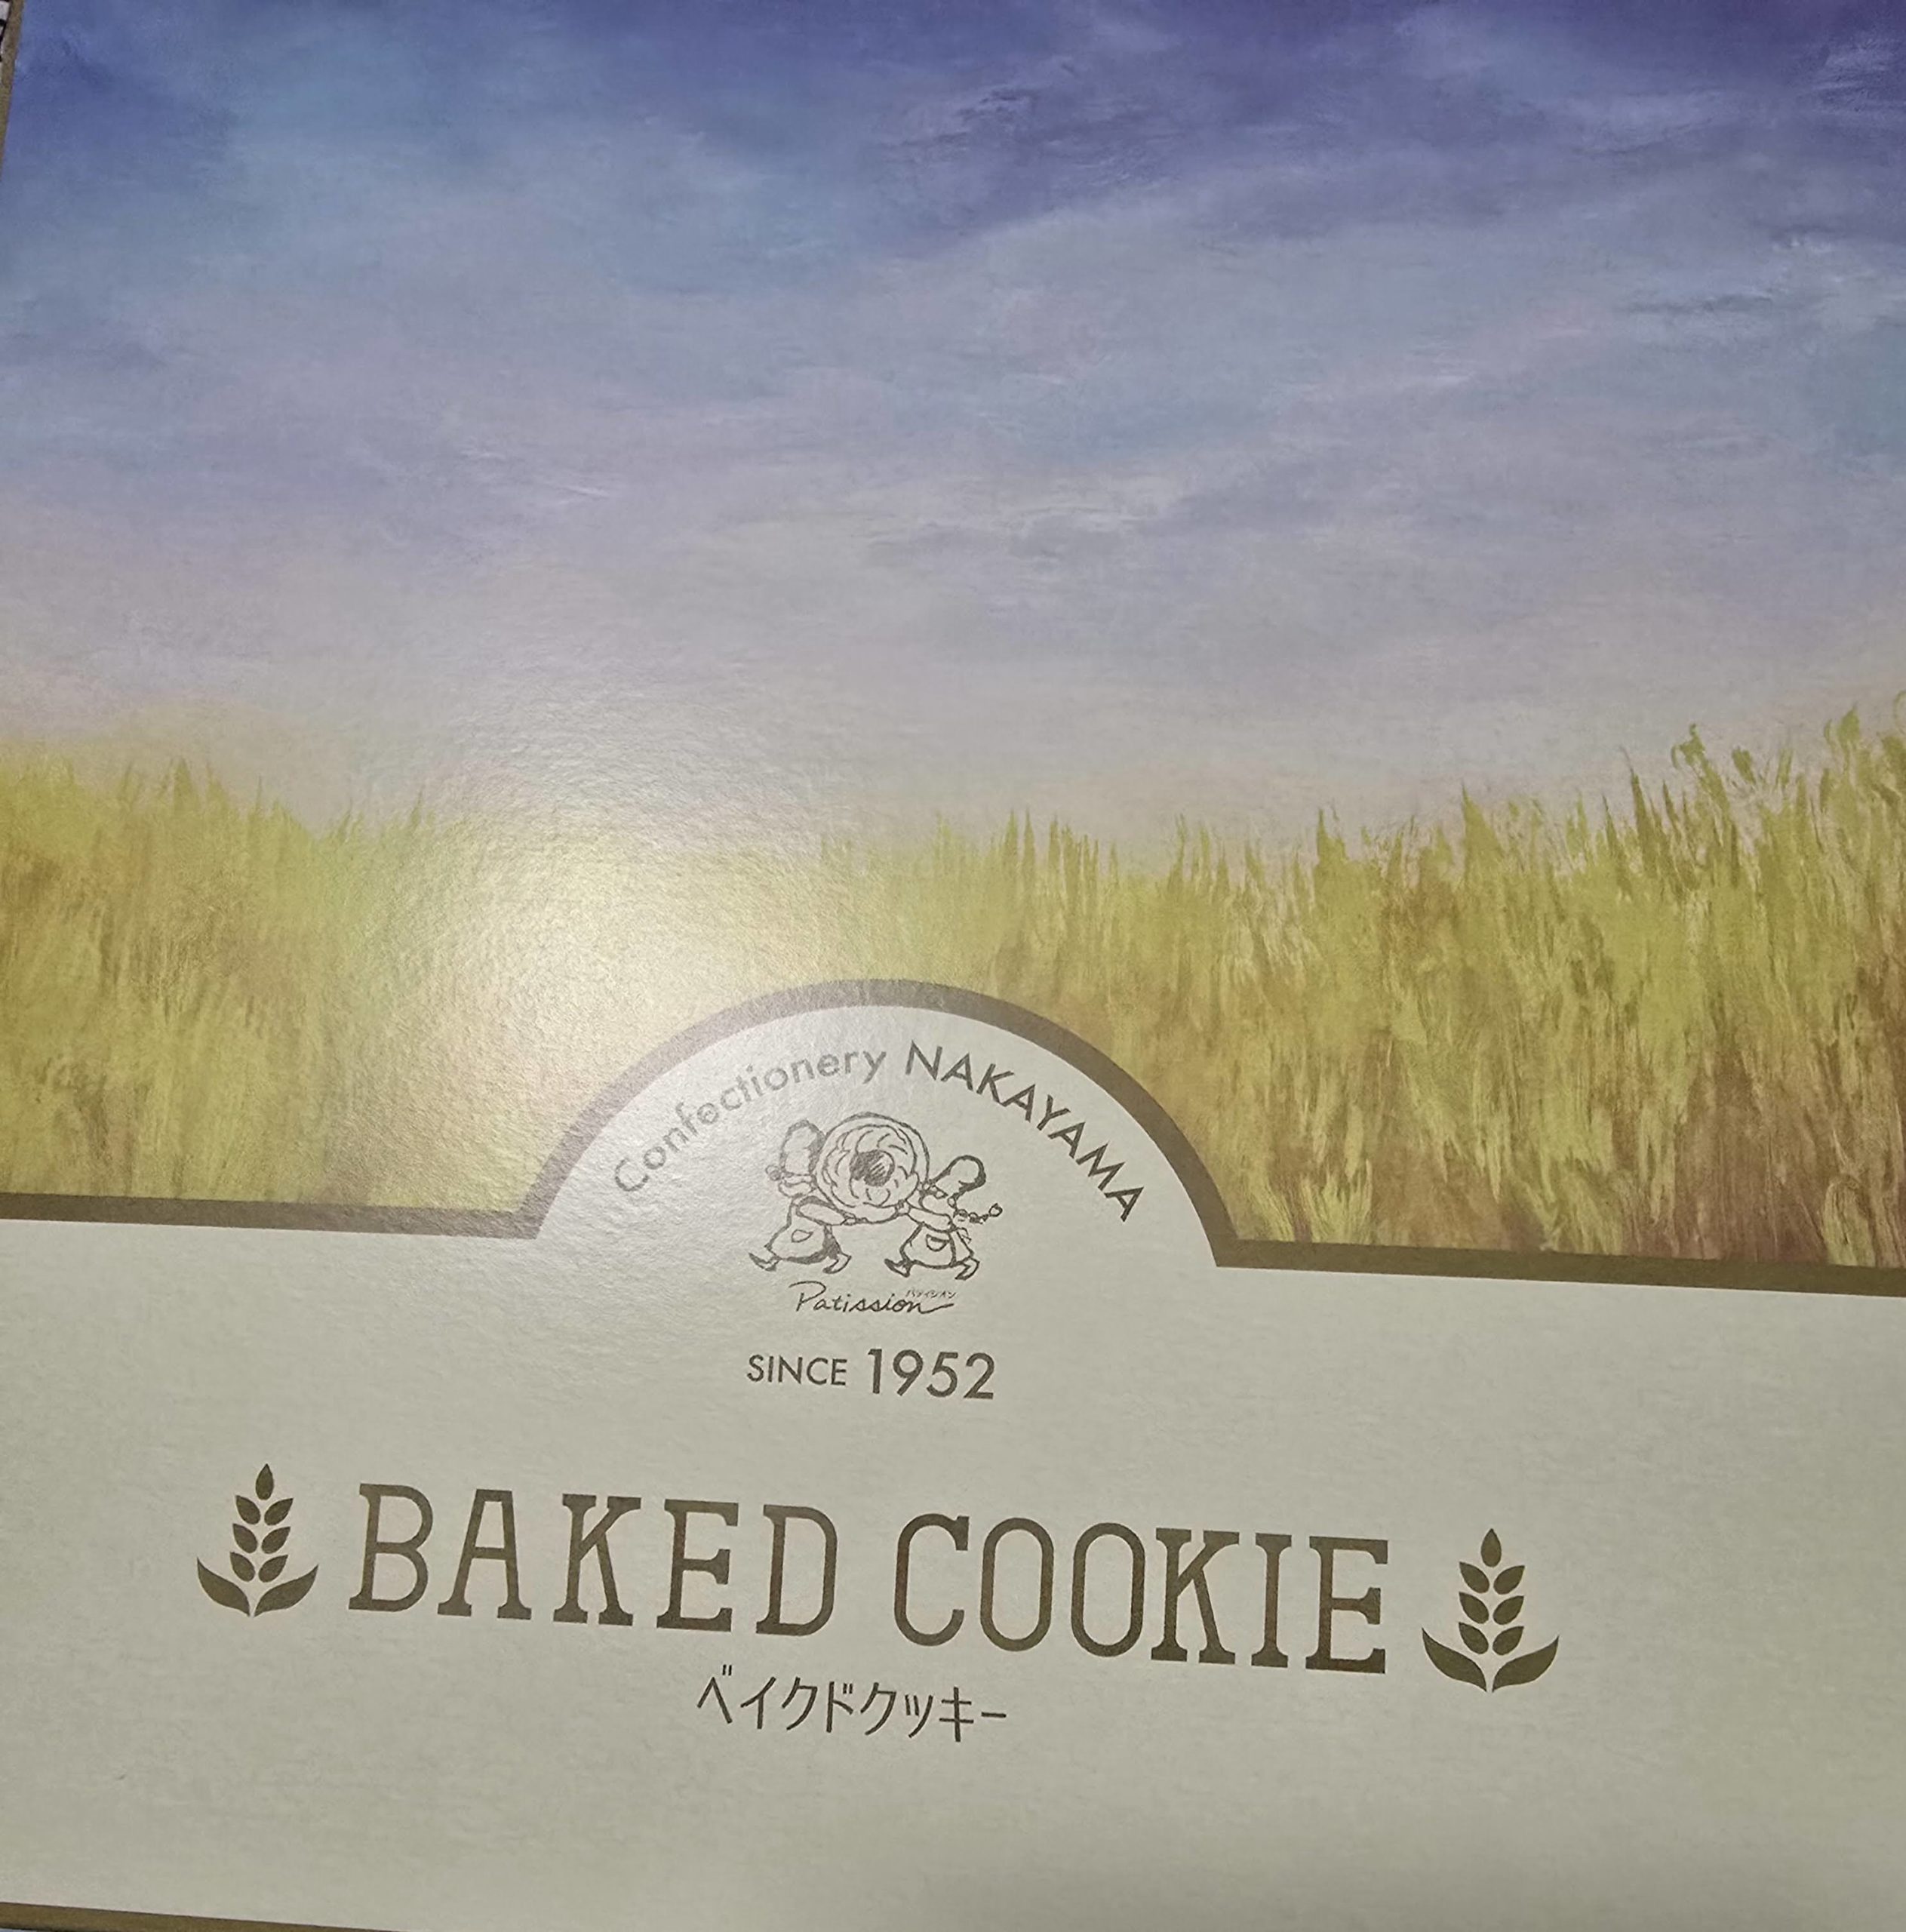 Confectionery NAKAYAMA
パティシオン
Patission
SINCE 1952
BAKED COOKIE
ベイクドクッキー